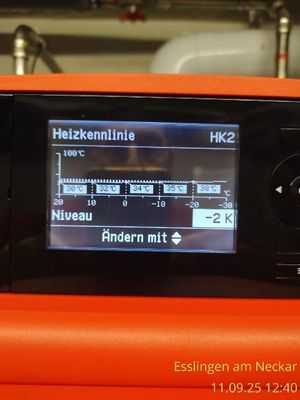 Heizkennlinie HK2
100°C
30°C 32°C 34°C 35°C 38°C
°C
20 10 0 -10 -20 -30
Niveau -2 K
Ändern mit
Esslingen am Neckar
11.09.25 12:40